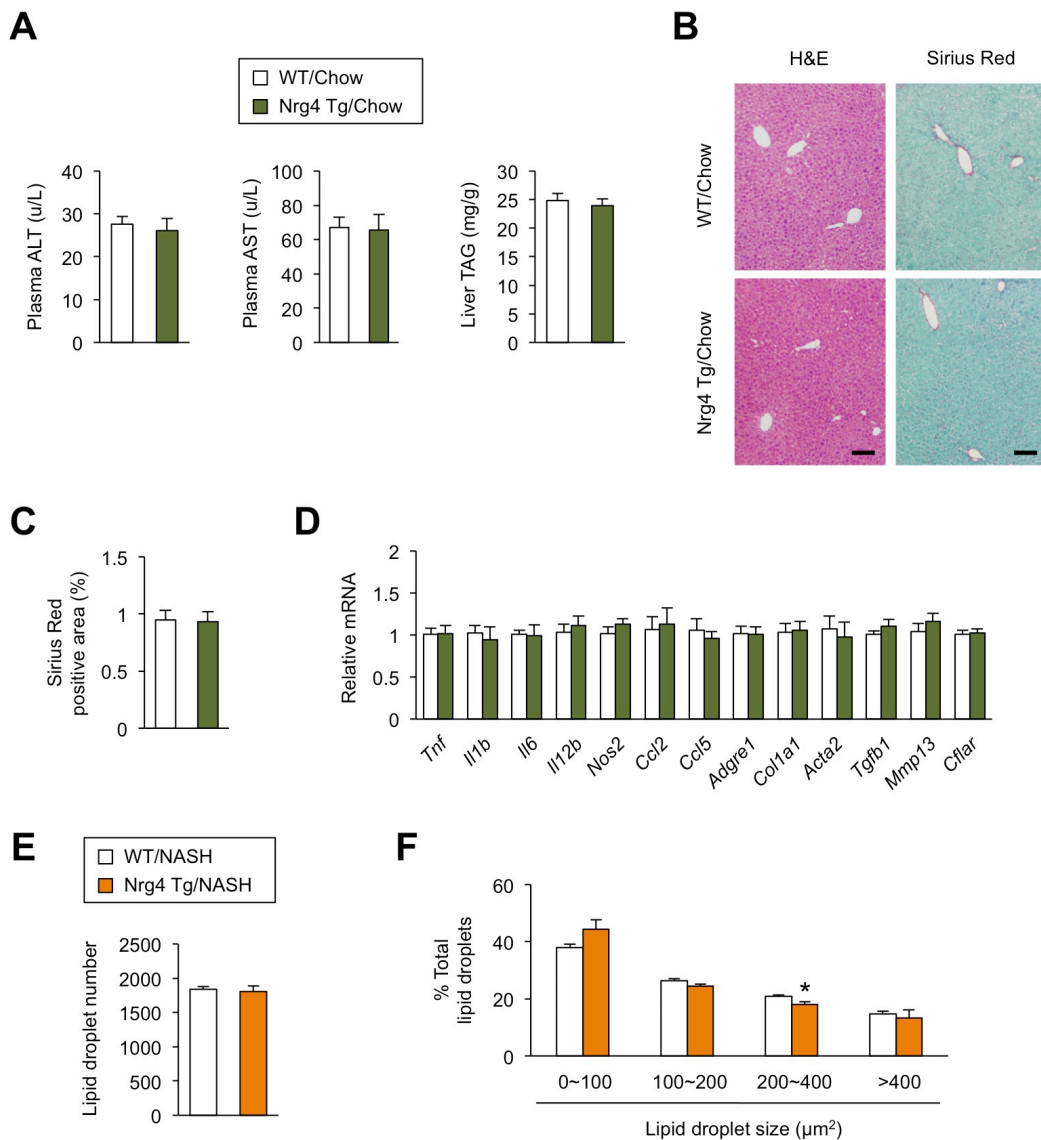 A
WT/Chow
Nrg4 Tg/Chow
Plasma ALT (u/L)
40
30
20
10
0
Plasma AST (u/L)
100
80
60
40
20
0
Liver TAG (mg/g)
30
25
20
15
10
5
0
B
H&E
Sirius Red
WT/Chow
Nrg4 Tg/Chow
C
Sirius Red
positive area (%)
1.5
1
0.5
0
D
Relative mRNA
2
1.5
1
0.5
0
Tnf
Il1b
Il6
Il12b
Nos2
Ccl2
Ccl5
Adgre1
Col1a1
Acta2
Tgfb1
Mmp13
Cflar
E
WT/NASH
Nrg4 Tg/NASH
Lipid droplet number
2500
2000
1500
1000
500
0
F
% Total
lipid droplets
60
40
20
0
*
0~100
100~200
200~400
>400
Lipid droplet size (µm²)